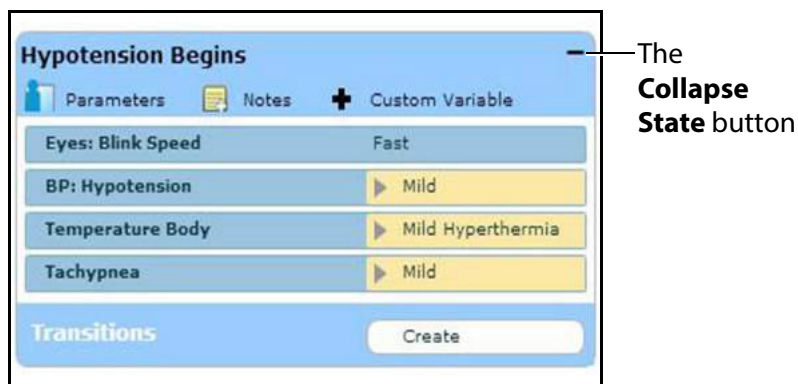 Hypotension Begins
Parameters Notes Custom Variable
Eyes: Blink Speed Fast
BP: Hypotension Mild
Temperature Body Mild Hyperthermia
Tachypnea Mild
Transitions Create
The
Collapse
State button